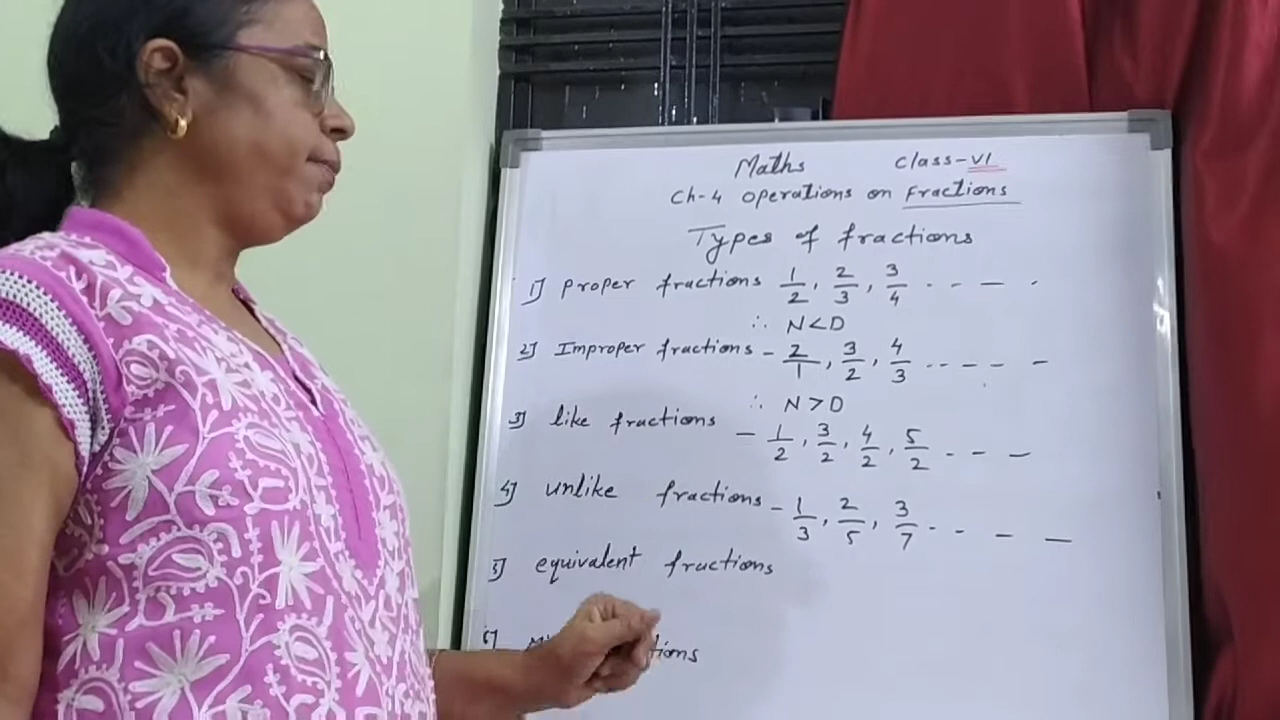 Maths Class-VI
Ch-4 Operations on Fractions
Types of fractions
1] Proper fractions 1/2, 2/3, 3/4 - - - -
∴ N<D
2] Improper fractions - 2/1, 3/2, 4/3 - - - - -
∴ N>D
3] like fractions - 1/2, 3/2, 4/2, 5/2 - - -
4] unlike fractions - 1/3, 2/5, 3/7 - - - -
5] equivalent fractions
6]